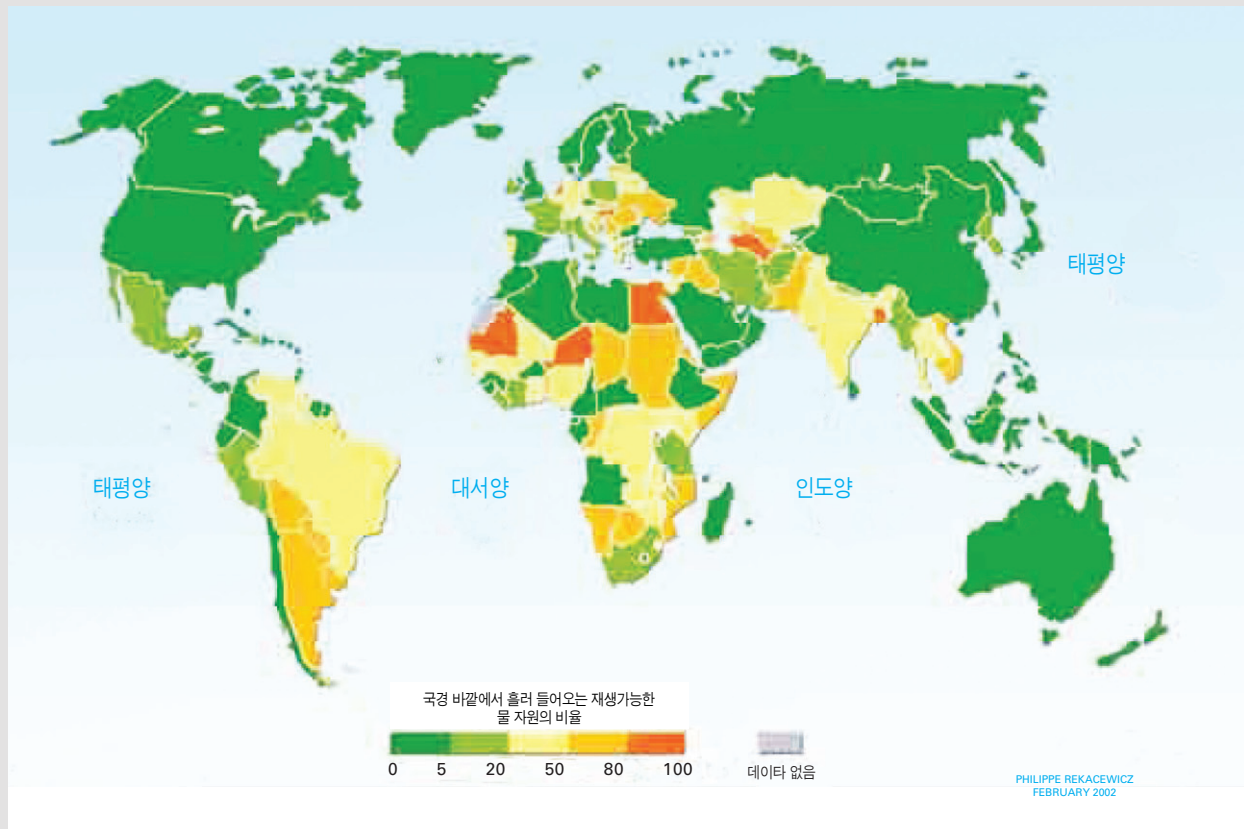 태평양
태평양
대서양
인도양
국경 바깥에서 흘러 들어오는 재생가능한
물 자원의 비율
0 5 20 50 80 100
데이타 없음
PHILIPPE REKACEWICZ
FEBRUARY 2002